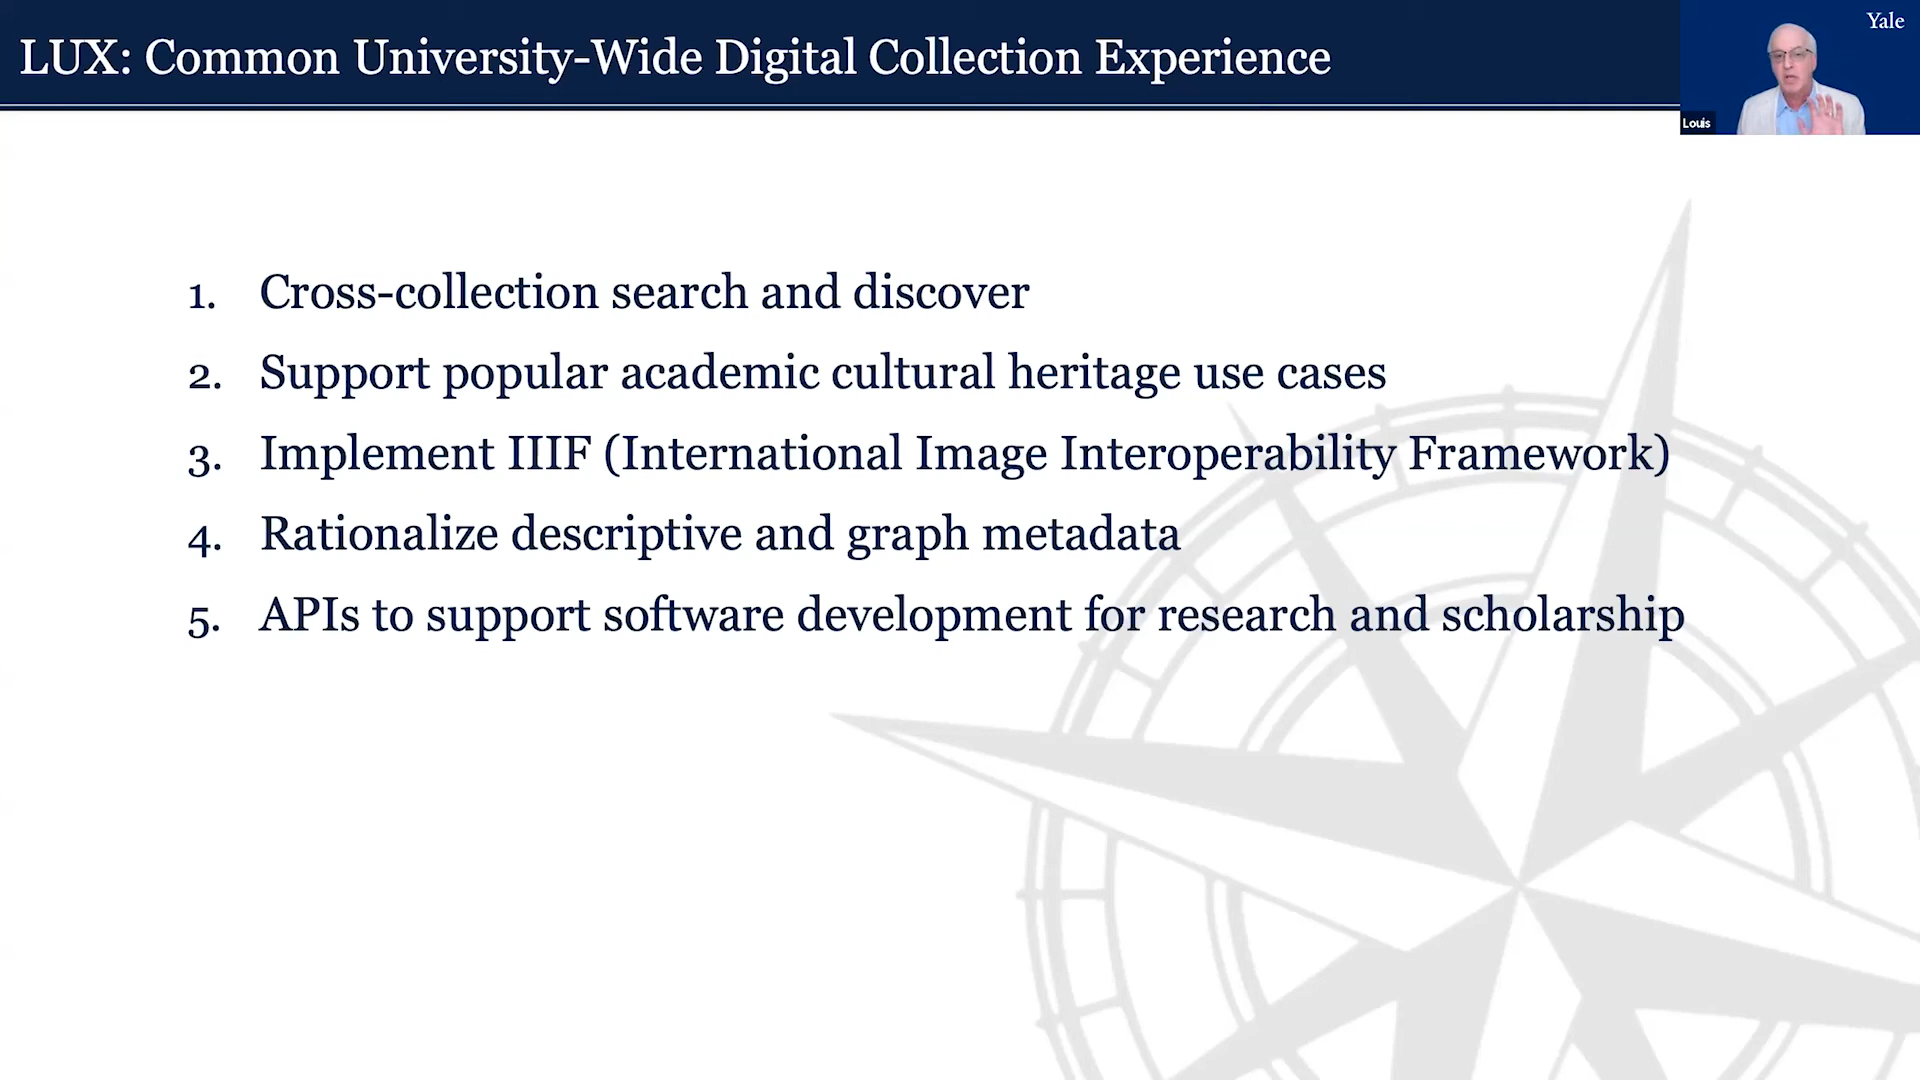 LUX: Common University-Wide Digital Collection Experience
Yale
Louis
1. Cross-collection search and discover
2. Support popular academic cultural heritage use cases
3. Implement IIIF (International Image Interoperability Framework)
4. Rationalize descriptive and graph metadata
5. APIs to support software development for research and scholarship